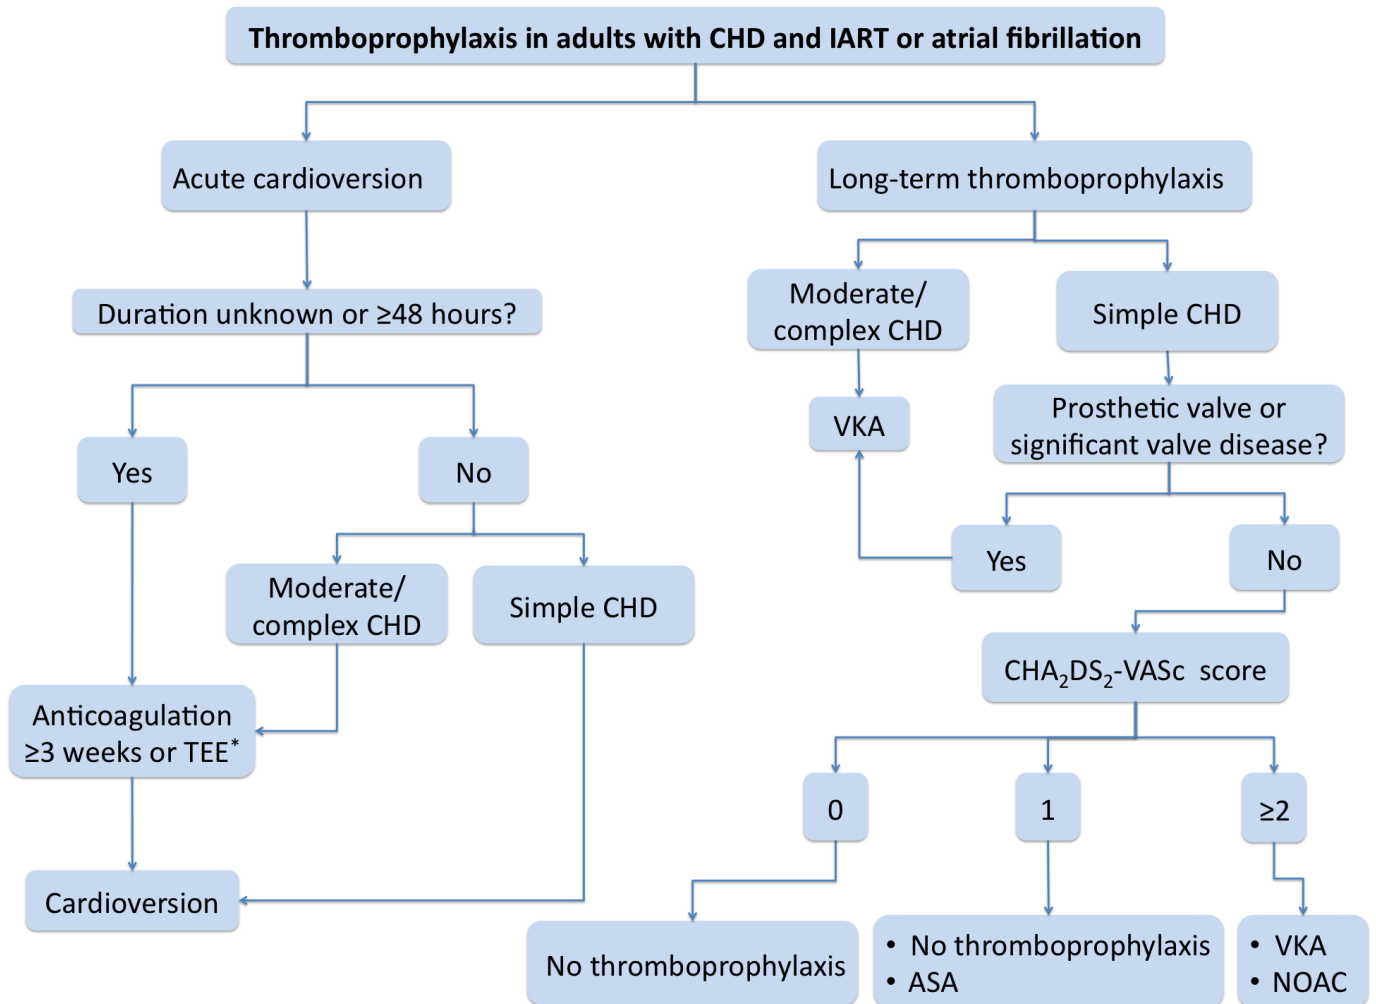 Thromboprophylaxis in adults with CHD and IART or atrial fibrillation
Acute cardioversion
Duration unknown or ≥48 hours?
Yes
No
Moderate/
complex CHD
Simple CHD
Anticoagulation
≥3 weeks or TEE*
Cardioversion
Long-term thromboprophylaxis
Moderate/
complex CHD
Simple CHD
VKA
Prosthetic valve or
significant valve disease?
Yes
No
CHA₂DS₂-VASc score
0
1
≥2
No thromboprophylaxis
• No thromboprophylaxis
• ASA
• VKA
• NOAC